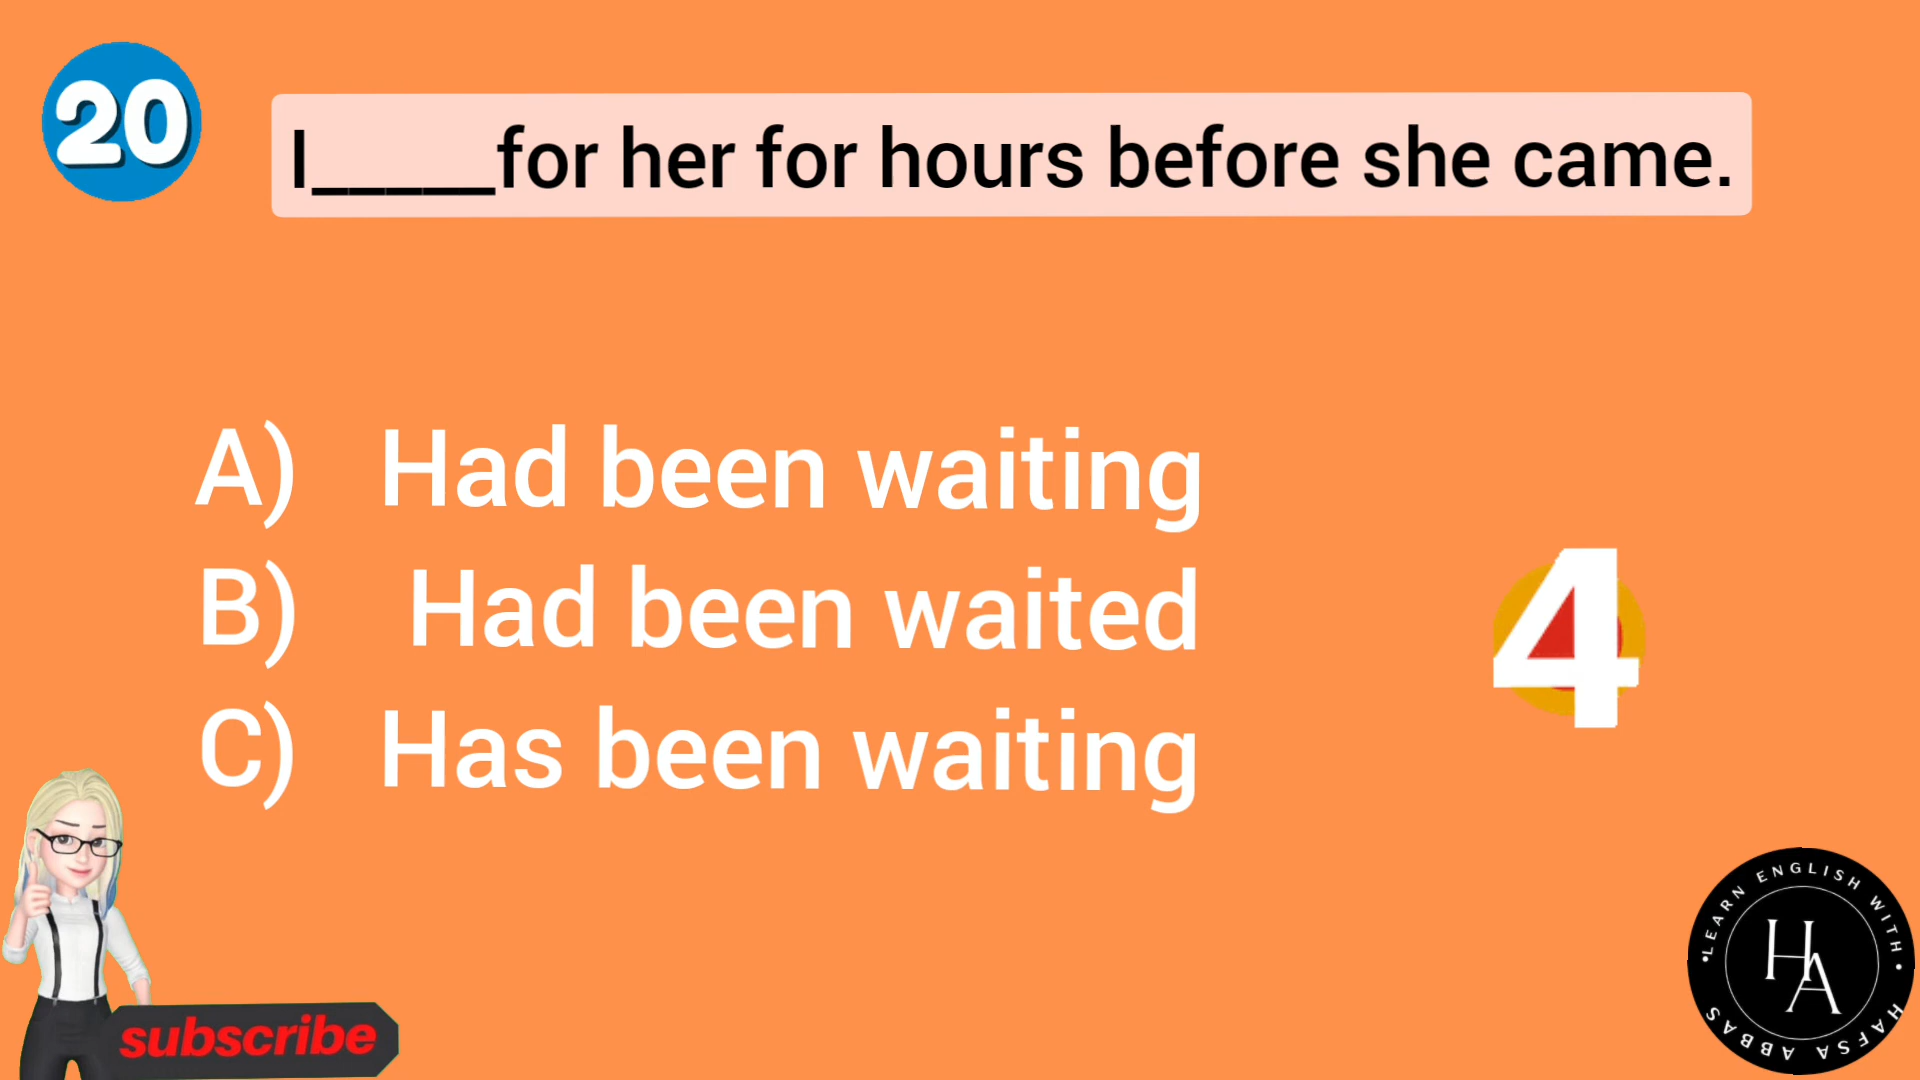 20
I_____for her for hours before she came.
A) Had been waiting
B) Had been waited
C) Has been waiting
4
subscribe
•LEARN ENGLISH WITH•
HAFSA ABBAS
HA